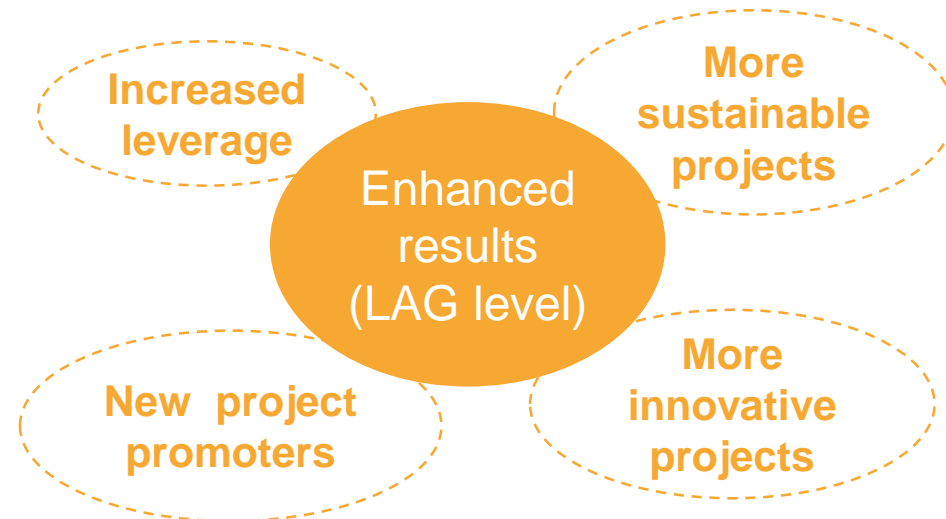 Increased
leverage
More
sustainable
projects
Enhanced
results
(LAG level)
New project
promoters
More
innovative
projects